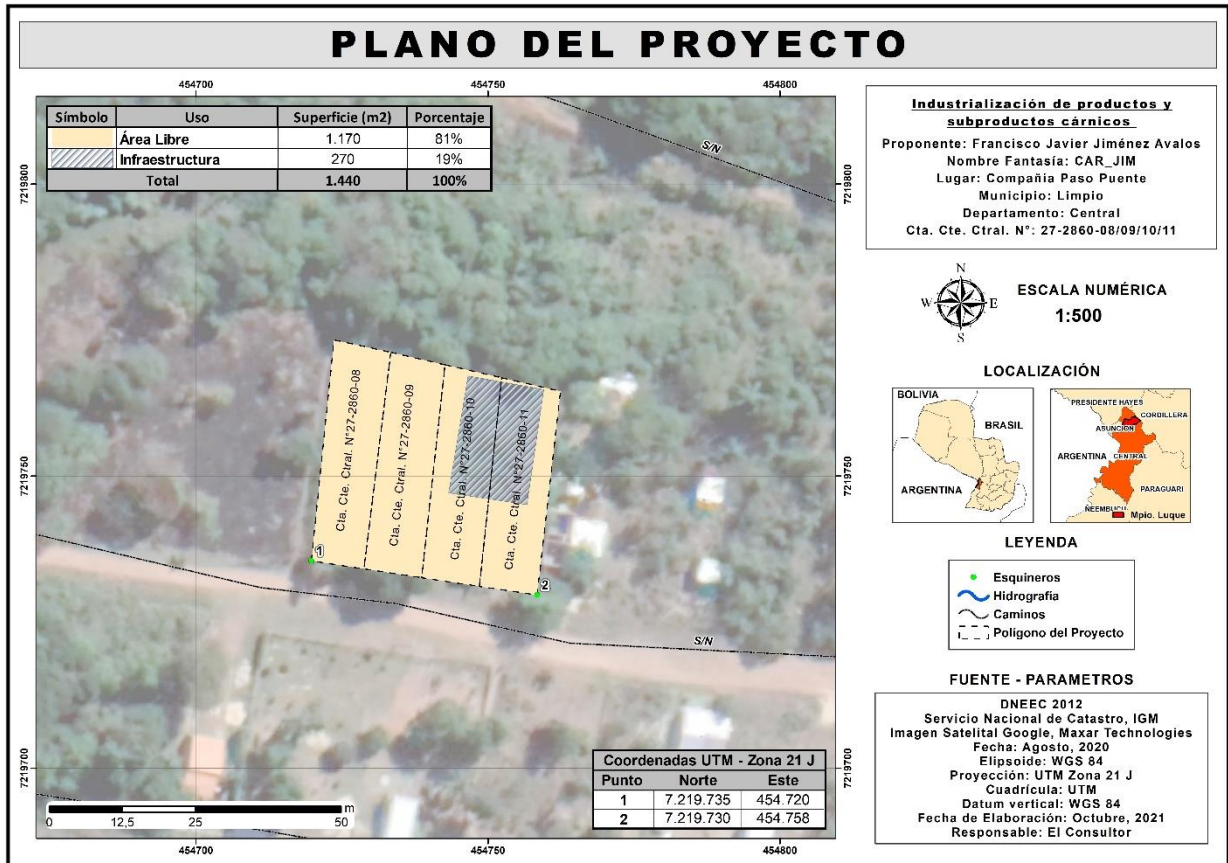 PLANO DEL PROYECTO
454700 454750 454800
7219800
7219750
7219700
7219800
7219750
7219700
Símbolo Uso Superficie (m2) Porcentaje
Área Libre 1.170 81%
Infraestructura 270 19%
Total 1.440 100%
S/N
Cta. Cte. Ctral. N°27-2860-08
Cta. Cte. Ctral. N°27-2860-09
Cta. Cte. Ctral. N°27-2860-10
Cta. Cte. Ctral. N°27-2860-11
1
2
S/N
Coordenadas UTM - Zona 21 J
Punto Norte Este
1 7.219.735 454.720
2 7.219.730 454.758
m
0 12,5 25 50
454700 454750 454800
Industrialización de productos y
subproductos cárnicos
Proponente: Francisco Javier Jiménez Avalos
Nombre Fantasía: CAR_JIM
Lugar: Compañia Paso Puente
Municipio: Limpio
Departamento: Central
Cta. Cte. Ctral. N°: 27-2860-08/09/10/11
N
W E
S
ESCALA NUMÉRICA
1:500
LOCALIZACIÓN
BOLIVIA
BRASIL
ARGENTINA
PRESIDENTE HAYES
CORDILLERA
ASUNCION
ARGENTINA CENTRAL
PARAGUARI
ÑEEMBUCU
Mpio. Luque
LEYENDA
Esquineros
Hidrografia
Caminos
Polígono del Proyecto
FUENTE - PARAMETROS
DNEEC 2012
Servicio Nacional de Catastro, IGM
Imagen Satelital Google, Maxar Technologies
Fecha: Agosto, 2020
Elipsoide: WGS 84
Proyección: UTM Zona 21 J
Cuadrícula: UTM
Datum vertical: WGS 84
Fecha de Elaboración: Octubre, 2021
Responsable: El Consultor